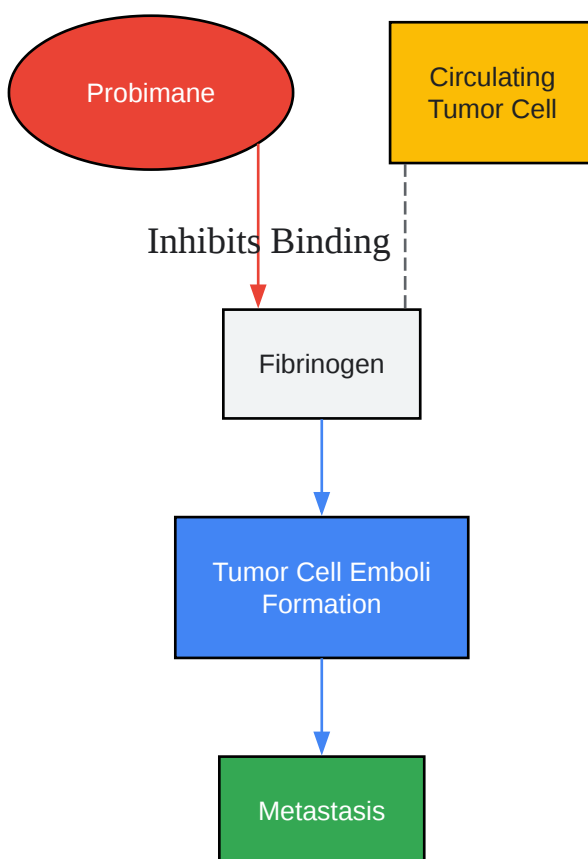 Probimane
Circulating
Tumor Cell
Inhibits Binding
Fibrinogen
Tumor Cell Emboli
Formation
Metastasis